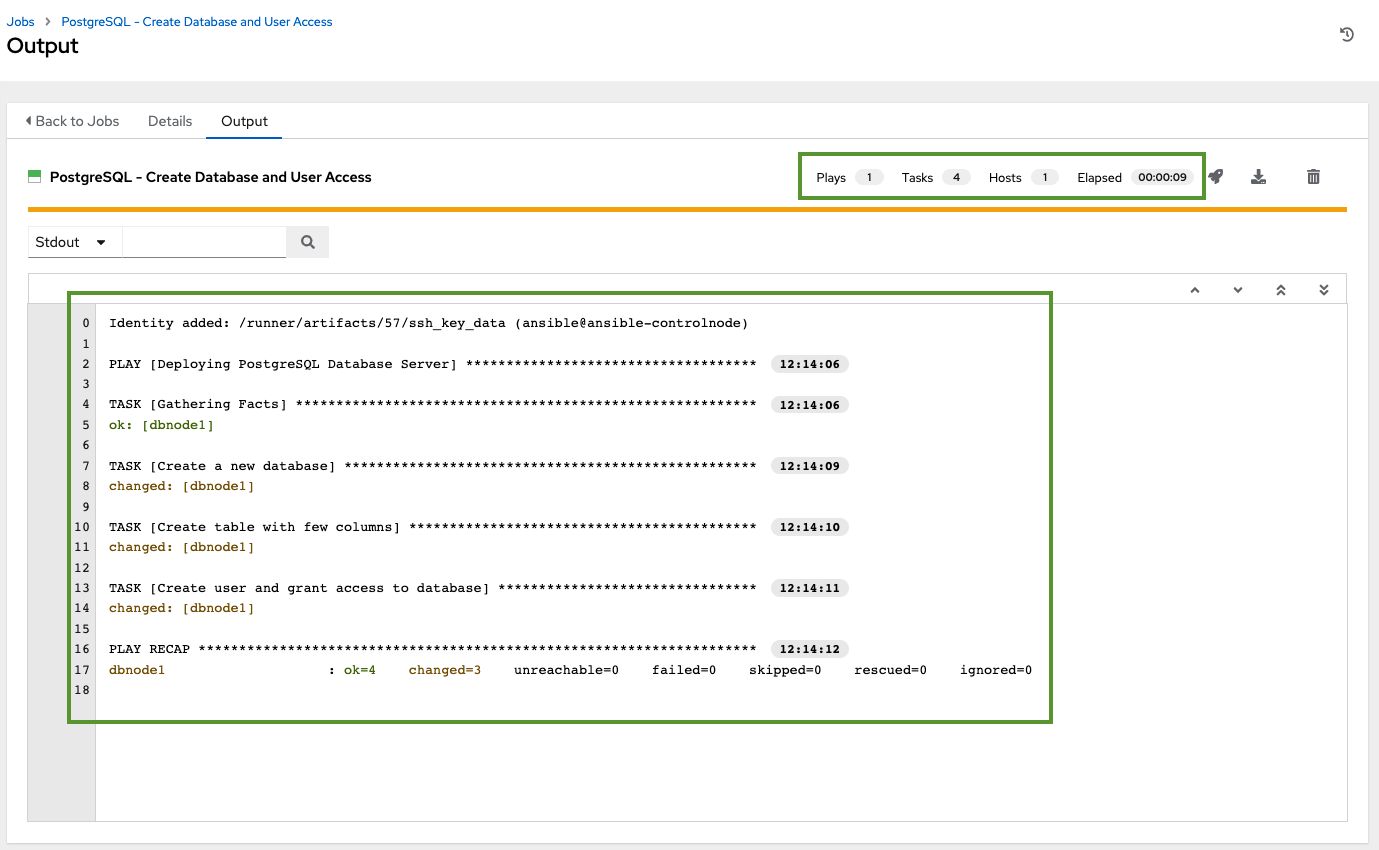 Jobs > PostgreSQL - Create Database and User Access
Output
Back to Jobs Details Output
PostgreSQL - Create Database and User Access
Plays 1 Tasks 4 Hosts 1 Elapsed 00:00:09
Stdout
0 Identity added: /runner/artifacts/57/ssh_key_data (ansible@ansible-controlnode)
1
2 PLAY [Deploying PostgreSQL Database Server] ************************************ 12:14:06
3
4 TASK [Gathering Facts] ********************************************************* 12:14:06
5 ok: [dbnode1]
6
7 TASK [Create a new database] *************************************************** 12:14:09
8 changed: [dbnode1]
9
10 TASK [Create table with few columns] ******************************************* 12:14:10
11 changed: [dbnode1]
12
13 TASK [Create user and grant access to database] ******************************** 12:14:11
14 changed: [dbnode1]
15
16 PLAY RECAP ********************************************************************* 12:14:12
17 dbnode1 : ok=4 changed=3 unreachable=0 failed=0 skipped=0 rescued=0 ignored=0
18